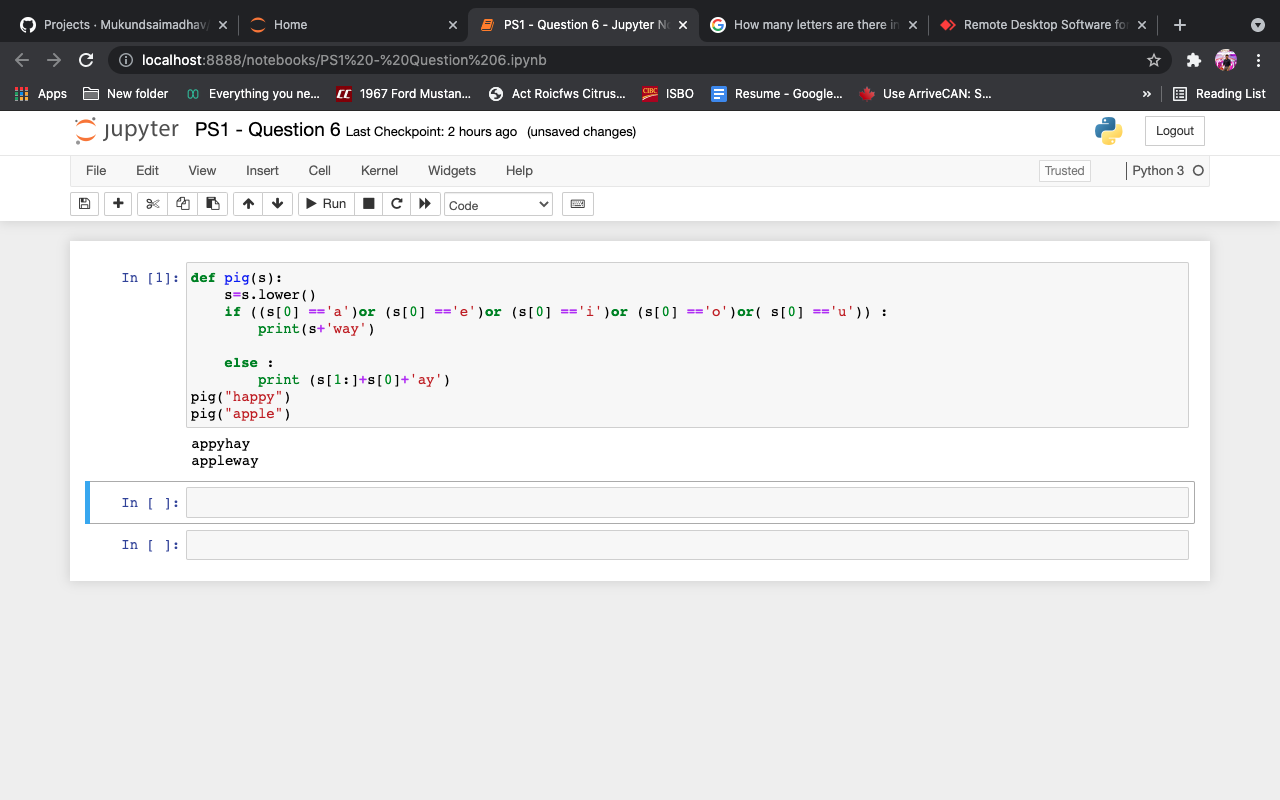 Projects · Mukundsaimadhav
Home
PS1 - Question 6 - Jupyter N
How many letters are there in
Remote Desktop Software fo
localhost:8888/notebooks/PS1%20-%20Question%206.ipynb
Apps
New folder
Everything you ne...
CC
1967 Ford Mustan...
Act Roicfws Citrus...
CIBC
ISBO
Resume - Google...
Use ArriveCAN: S...
»
Reading List
jupyter
PS1 - Question 6
Last Checkpoint: 2 hours ago
(unsaved changes)
Logout
File
Edit
View
Insert
Cell
Kernel
Widgets
Help
Trusted
Python 3
Run
Code
In [1]:
def pig(s):
    s=s.lower()
    if ((s[0] =='a')or (s[0] =='e')or (s[0] =='i')or (s[0] =='o')or( s[0] =='u')) :
        print(s+'way')
    else :
        print (s[1:]+s[0]+'ay')
pig("happy")
pig("apple")
appyhay
appleway
In [ ]:
In [ ]: